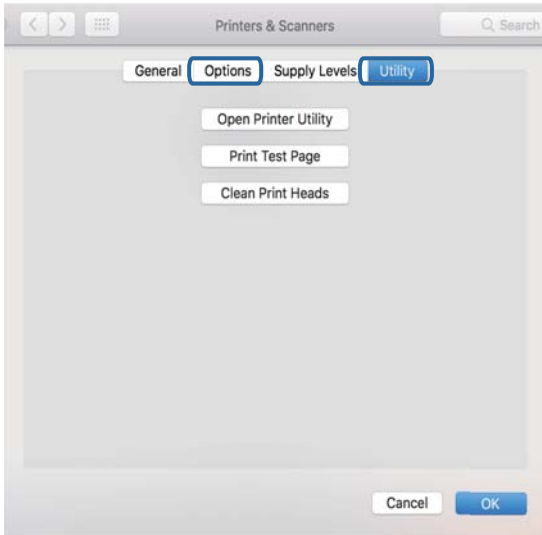 Printers & Scanners Search
General Options Supply Levels Utility
Open Printer Utility
Print Test Page
Clean Print Heads
Cancel OK